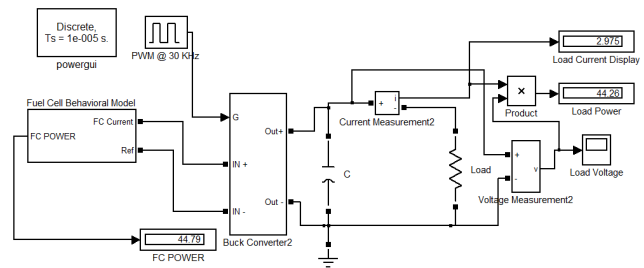 Discrete,
Ts = 1e-005 s.
powergui
PWM @ 30 KHz
2.975
Load Current Display
44.26
Load Power
Product
Fuel Cell Behavioral Model
FC POWER
FC Current
Ref
G
IN +
IN -
Out+
Out -
Buck Converter2
+
i
-
Current Measurement2
C
Load
+
-
v
Voltage Measurement2
Load Voltage
44.79
FC POWER